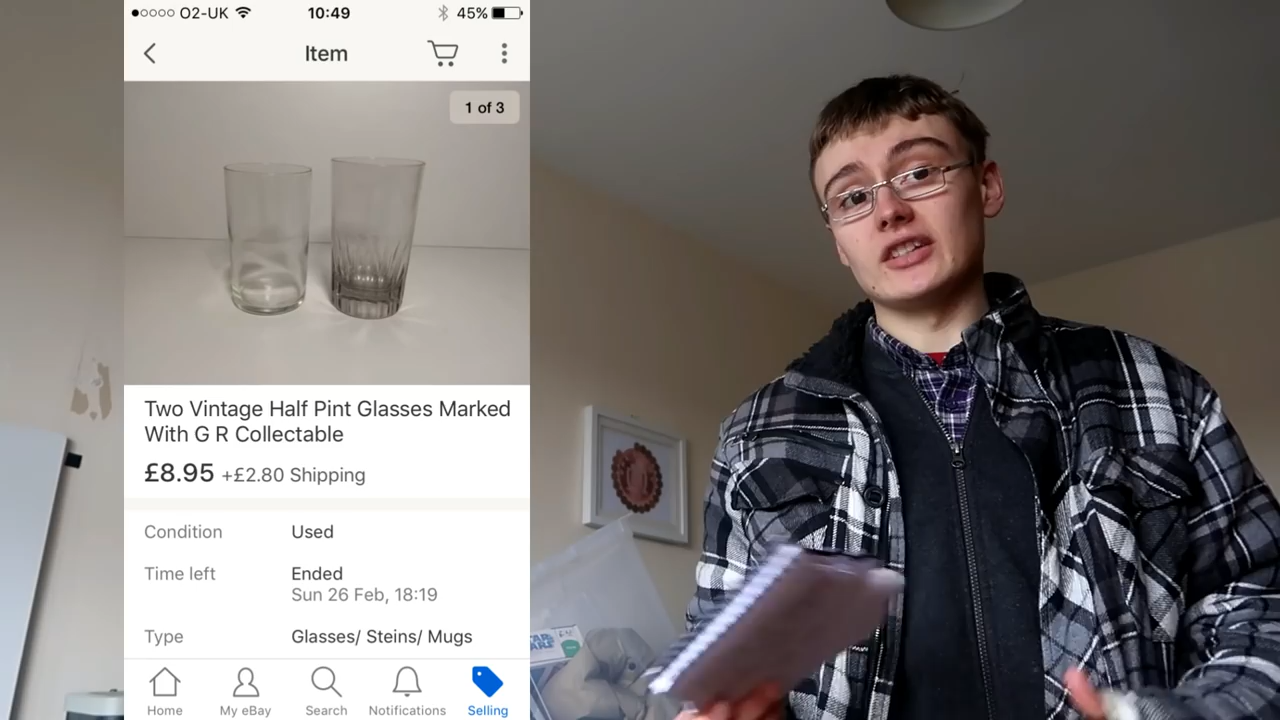 O2-UK 10:49 45%
Item
1 of 3
Two Vintage Half Pint Glasses Marked
With G R Collectable
£8.95 +£2.80 Shipping
Condition Used
Time left Ended
Sun 26 Feb, 18:19
Type Glasses/ Steins/ Mugs
Home My eBay Search Notifications Selling
STAR
WARS